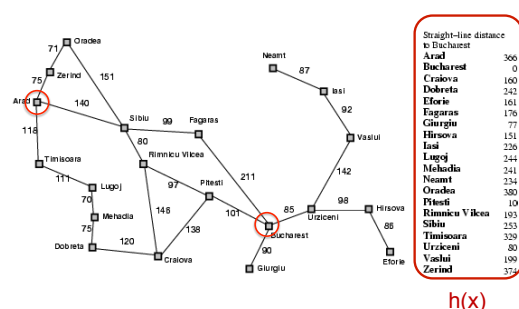 Oradea
71
Neamt
87
Zerind
75
151
Iasi
Arad
140
92
Sibiu
99
Fagaras
118
80
Vaslui
Rimnicu Vilcea
Timisoara
142
111
211
Lugoj
97
Pitesti
70
98
Hirsova
146
101
85
Mehadia
Urziceni
75
138
86
Bucharest
Dobreta
120
90
Craiova
Eforie
Giurgiu
Straight-line distance
to Bucharest
Arad 366
Bucharest 0
Craiova 160
Dobreta 242
Eforie 161
Fagaras 176
Giurgiu 77
Hirsova 151
Iasi 226
Lugoj 244
Mehadia 241
Neamt 234
Oradea 380
Pitesti 10
Rimnicu Vilcea 193
Sibiu 253
Timisoara 329
Urziceni 80
Vaslui 199
Zerind 374
h(x)